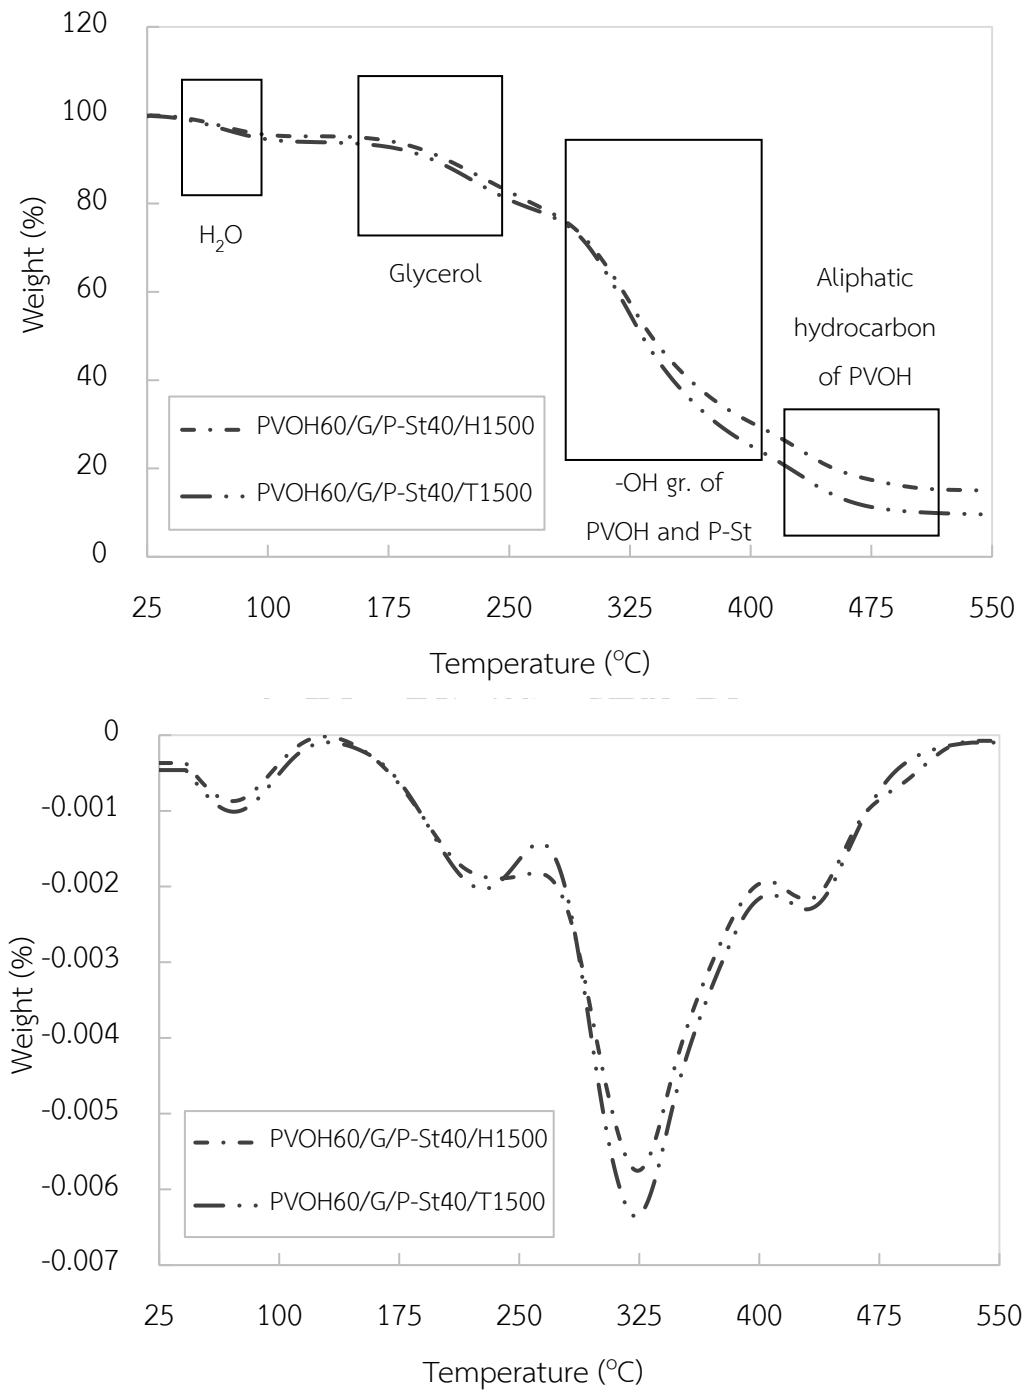 120
100
80
60
40
20
0
Weight (%)
H₂O
Glycerol
-OH gr. of
PVOH and P-St
Aliphatic
hydrocarbon
of PVOH
PVOH60/G/P-St40/H1500
PVOH60/G/P-St40/T1500
25 100 175 250 325 400 475 550
Temperature (°C)
0
-0.001
-0.002
-0.003
-0.004
-0.005
-0.006
-0.007
Weight (%)
PVOH60/G/P-St40/H1500
PVOH60/G/P-St40/T1500
25 100 175 250 325 400 475 550
Temperature (°C)